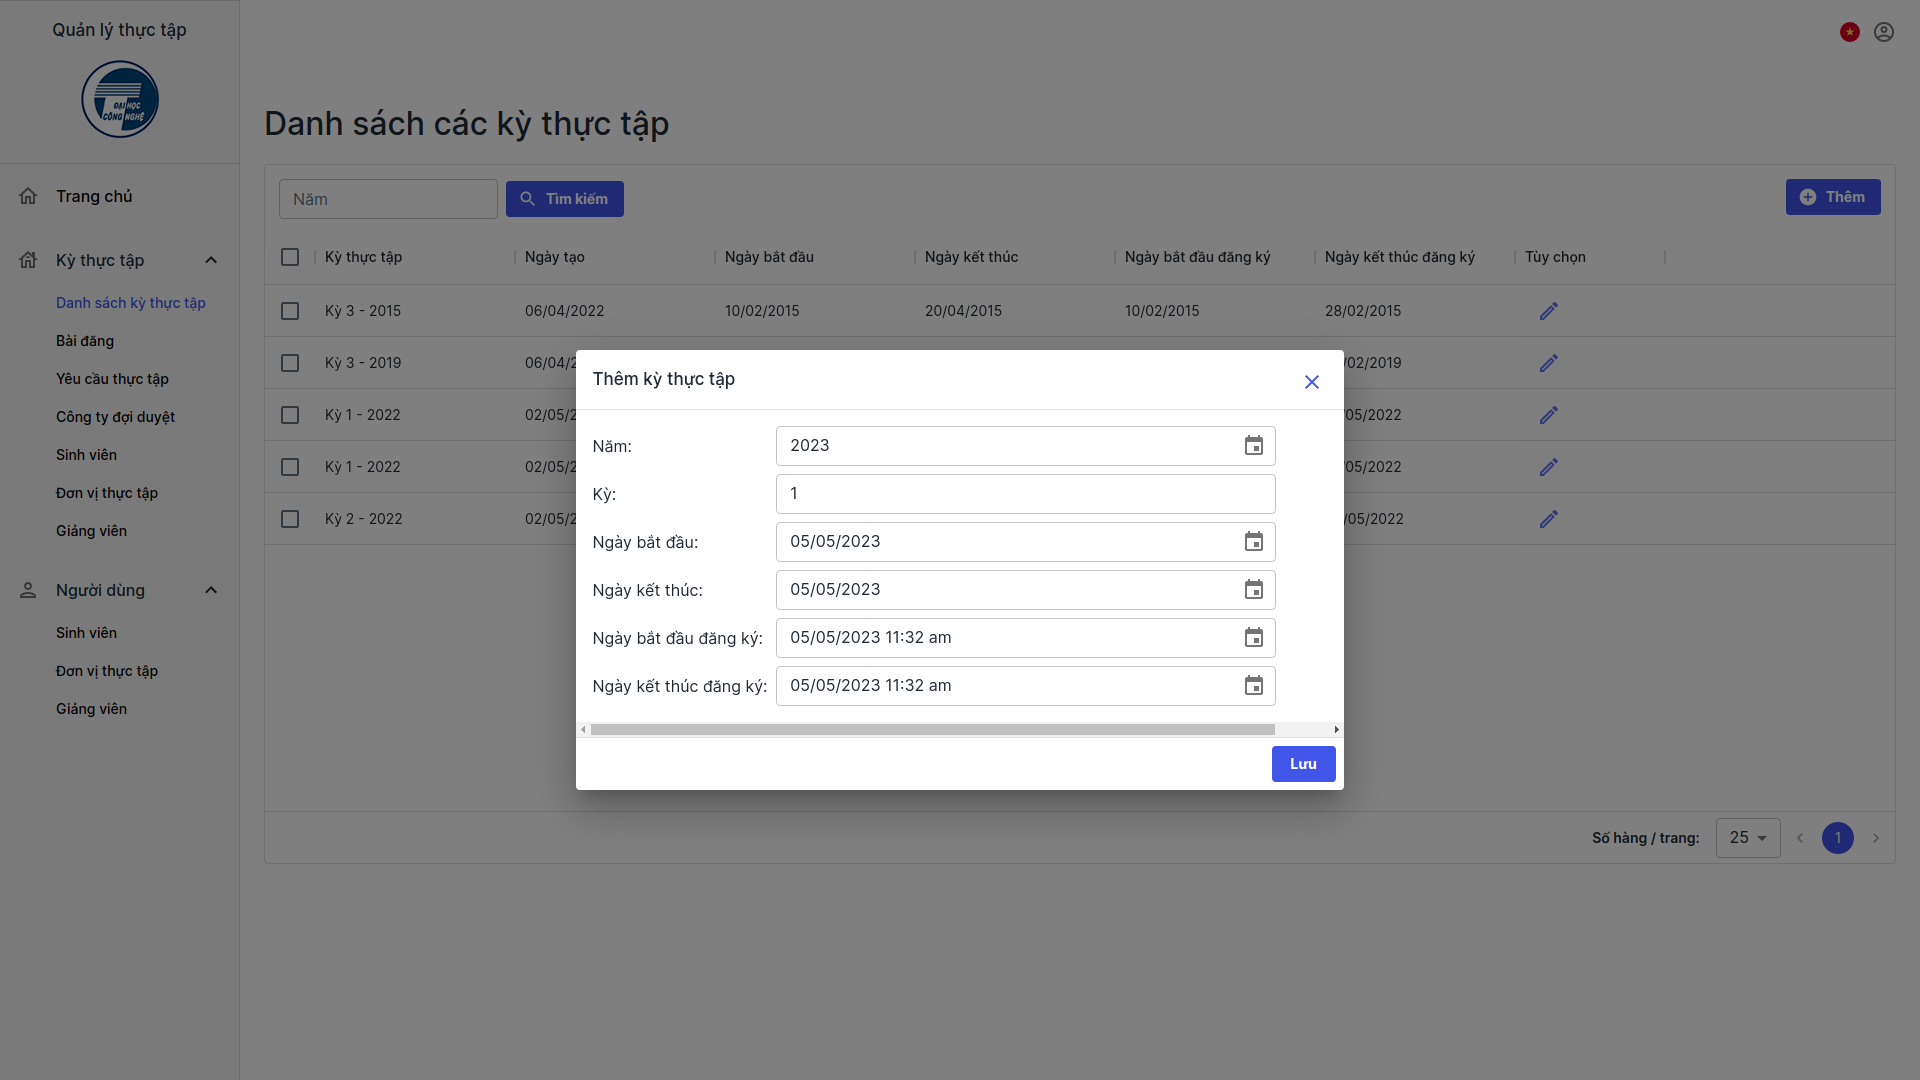 Quản lý thực tập
ĐẠI HỌC
CÔNG NGHỆ
Trang chủ
Kỳ thực tập
Danh sách kỳ thực tập
Bài đăng
Yêu cầu thực tập
Công ty đợi duyệt
Sinh viên
Đơn vị thực tập
Giảng viên
Người dùng
Sinh viên
Đơn vị thực tập
Giảng viên
Danh sách các kỳ thực tập
Năm Tìm kiếm Thêm
Kỳ thực tập Ngày tạo Ngày bắt đầu Ngày kết thúc Ngày bắt đầu đăng ký Ngày kết thúc đăng ký Tùy chọn
Kỳ 3 - 2015 06/04/2022 10/02/2015 20/04/2015 10/02/2015 28/02/2015
Kỳ 3 - 2019 06/04/2 /02/2019
Kỳ 1 - 2022 02/05/2 /05/2022
Kỳ 1 - 2022 02/05/2 /05/2022
Kỳ 2 - 2022 02/05/2 /05/2022
Thêm kỳ thực tập
Năm: 2023
Kỳ: 1
Ngày bắt đầu: 05/05/2023
Ngày kết thúc: 05/05/2023
Ngày bắt đầu đăng ký: 05/05/2023 11:32 am
Ngày kết thúc đăng ký: 05/05/2023 11:32 am
Lưu
Số hàng / trang: 25 1